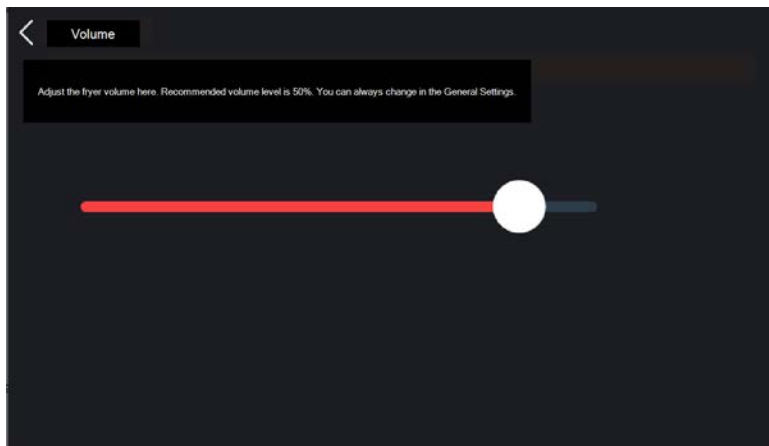 Volume
Adjust the fryer volume here. Recommended volume level is 50%. You can always change in the General Settings.